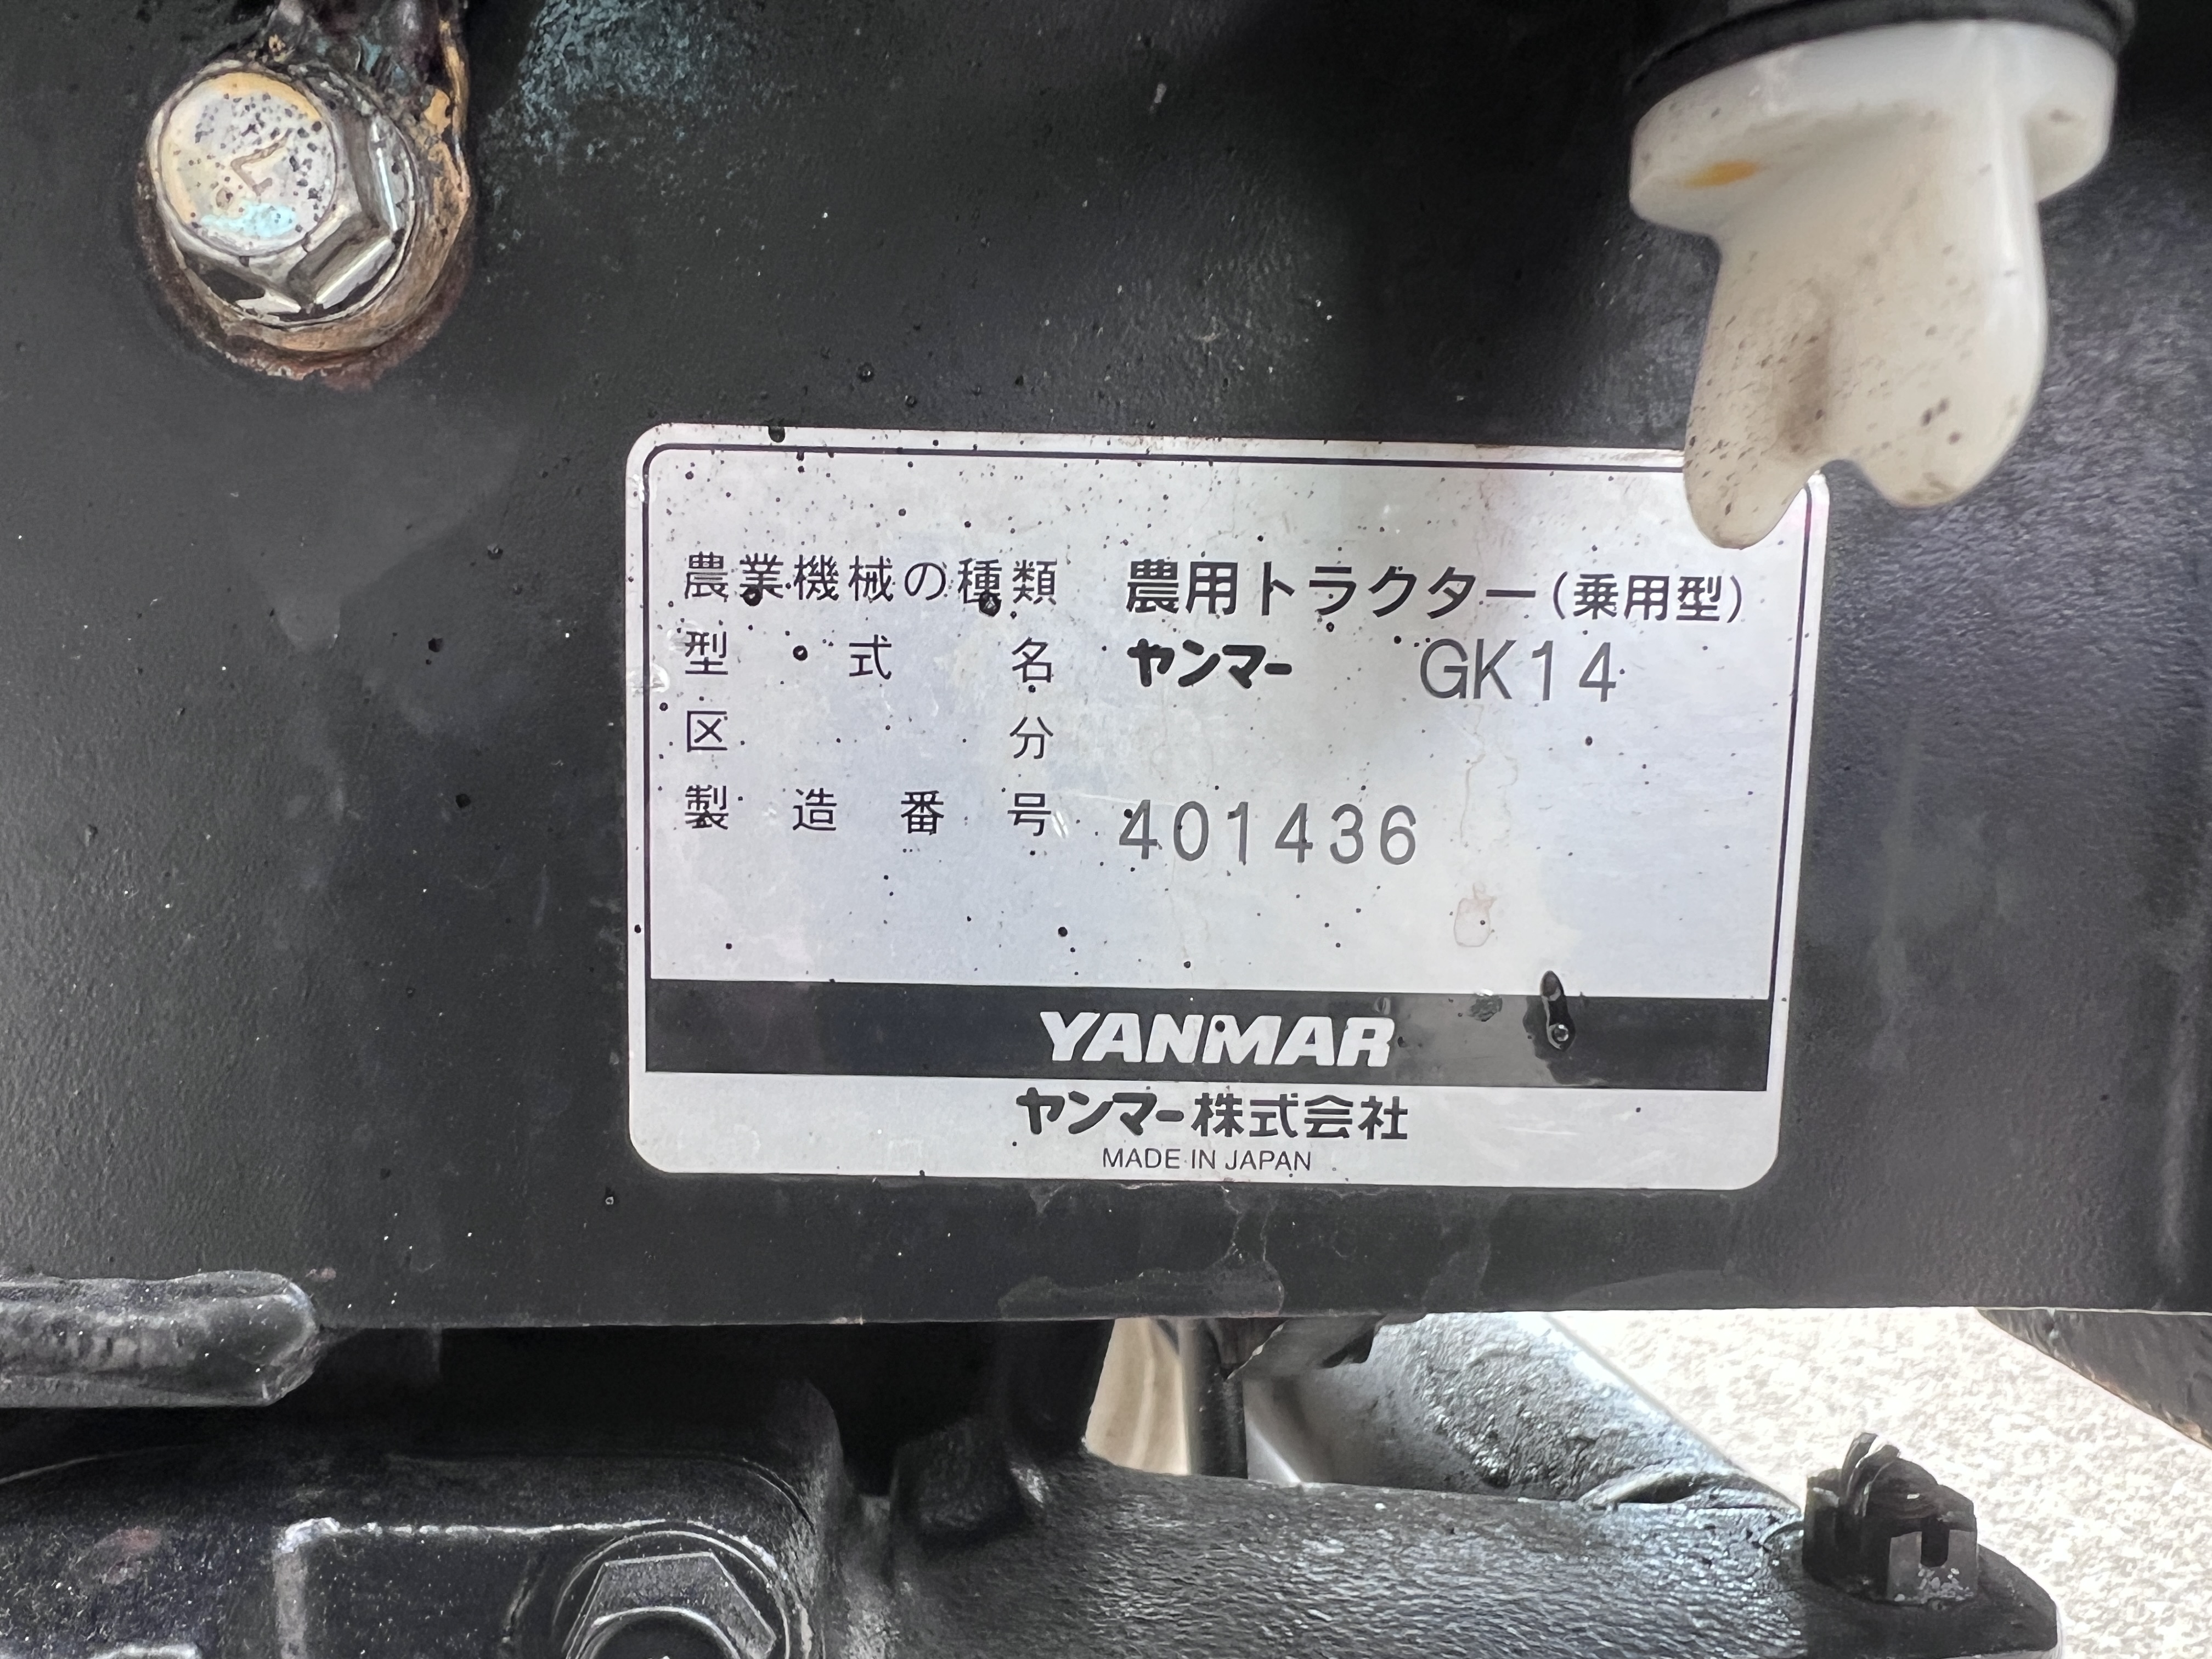 農業機械の種類 農用トラクター(乗用型)
型式名 ヤンマー GK14
区分
製造番号 401436
YANMAR
ヤンマー株式会社
MADE IN JAPAN
7